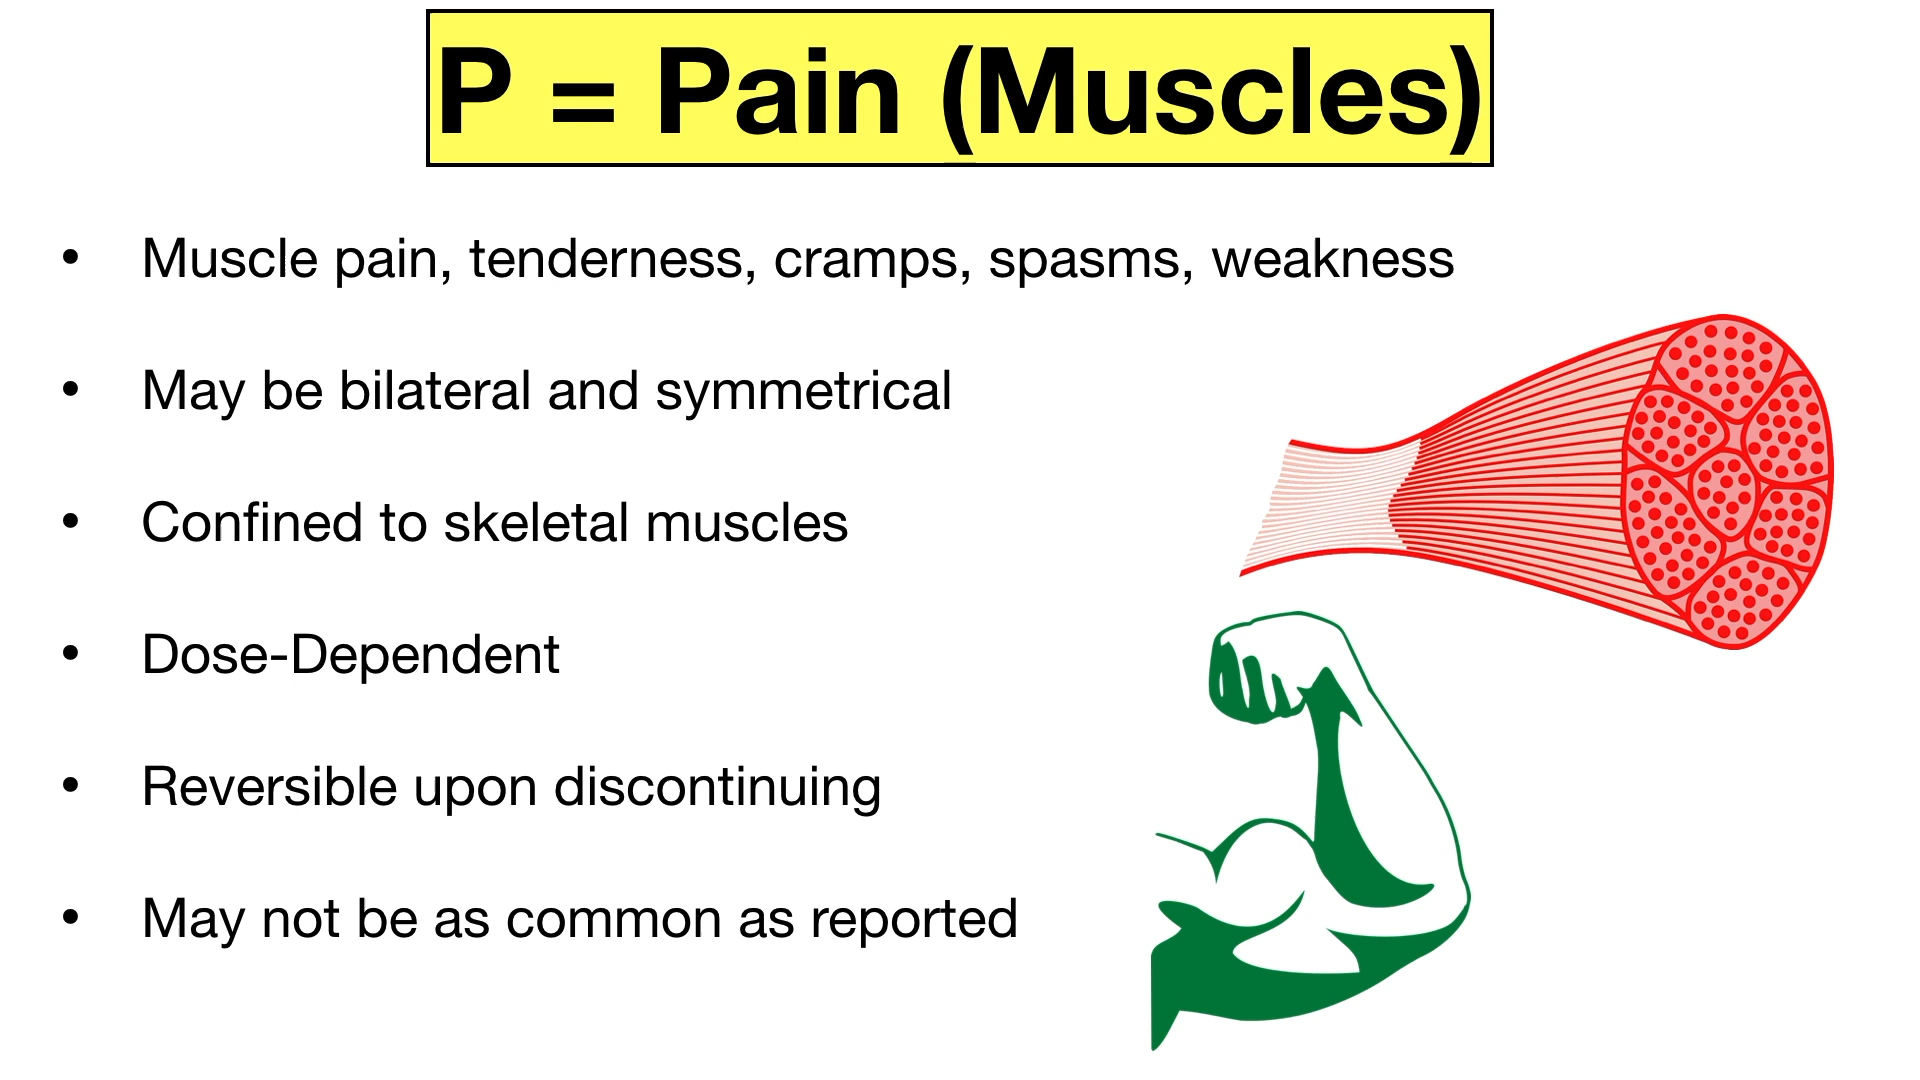 P = Pain (Muscles)
• Muscle pain, tenderness, cramps, spasms, weakness
• May be bilateral and symmetrical
• Confined to skeletal muscles
• Dose-Dependent
• Reversible upon discontinuing
• May not be as common as reported